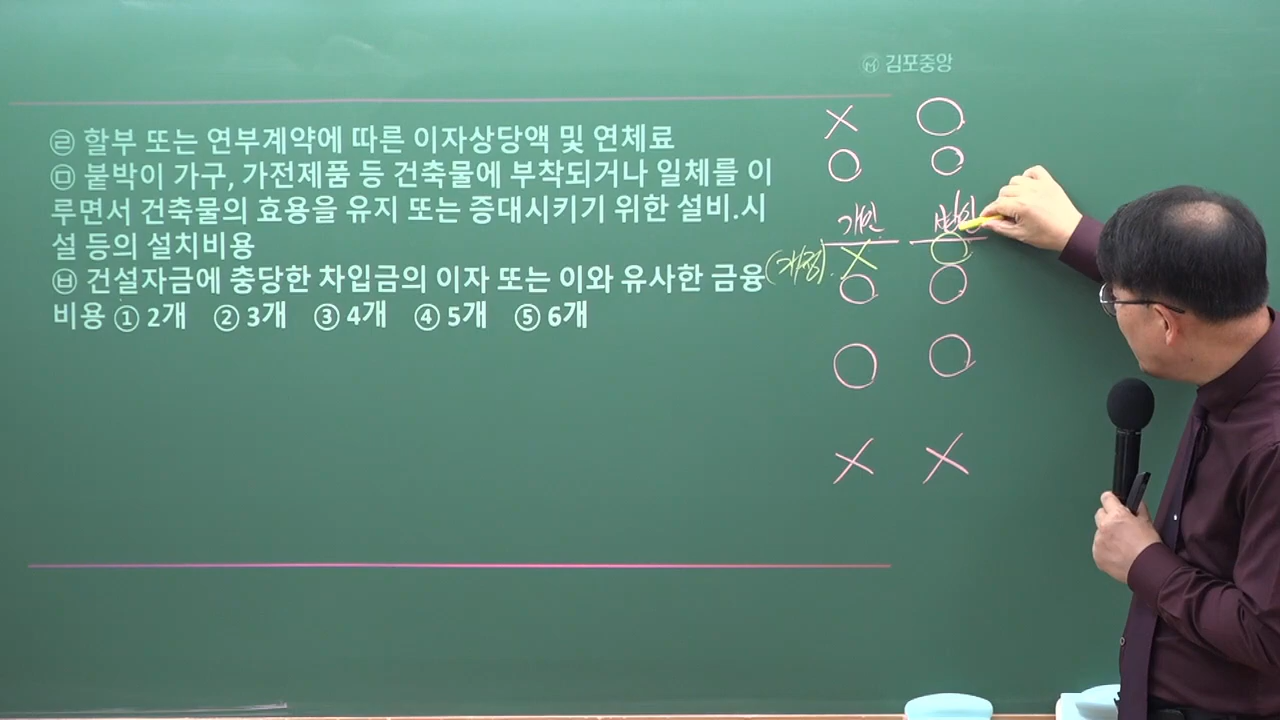 김포중앙
㉣ 할부 또는 연부계약에 따른 이자상당액 및 연체료
㉤ 붙박이 가구, 가전제품 등 건축물에 부착되거나 일체를 이
루면서 건축물의 효용을 유지 또는 증대시키기 위한 설비.시
설 등의 설치비용
㉥ 건설자금에 충당한 차입금의 이자 또는 이와 유사한 금융
비용 ① 2개 ② 3개 ③ 4개 ④ 5개 ⑤ 6개
X O
O O
개인 법인
(개정). X O
O O
O O
X X